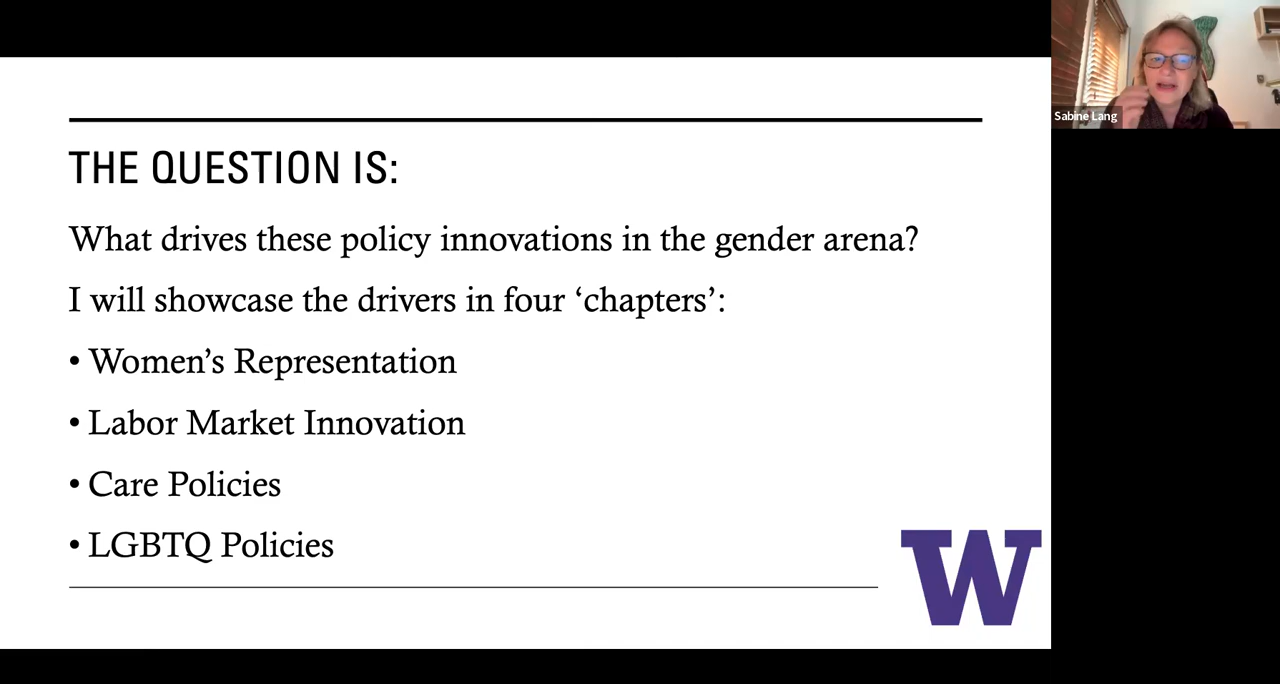 THE QUESTION IS:
What drives these policy innovations in the gender arena?
I will showcase the drivers in four ‘chapters’:
• Women’s Representation
• Labor Market Innovation
• Care Policies
• LGBTQ Policies
W
Sabine Lang